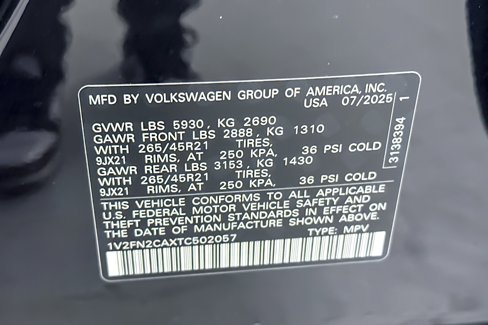 MFD BY VOLKSWAGEN GROUP OF AMERICA, INC.
USA 07/2025
GVWR LBS 5930, KG 2690
GAWR FRONT LBS 2888, KG 1310
WITH 265/45R21 TIRES,
9JX21 RIMS, AT 250 KPA, 36 PSI COLD
GAWR REAR LBS 3153, KG 1430
WITH 265/45R21 TIRES,
9JX21 RIMS, AT 250 KPA, 36 PSI COLD
THIS VEHICLE CONFORMS TO ALL APPLICABLE
U.S. FEDERAL MOTOR VEHICLE SAFETY AND
THEFT PREVENTION STANDARDS IN EFFECT ON
THE DATE OF MANUFACTURE SHOWN ABOVE.
1V2FN2CAXTC502057 TYPE: MPV
3138394 1